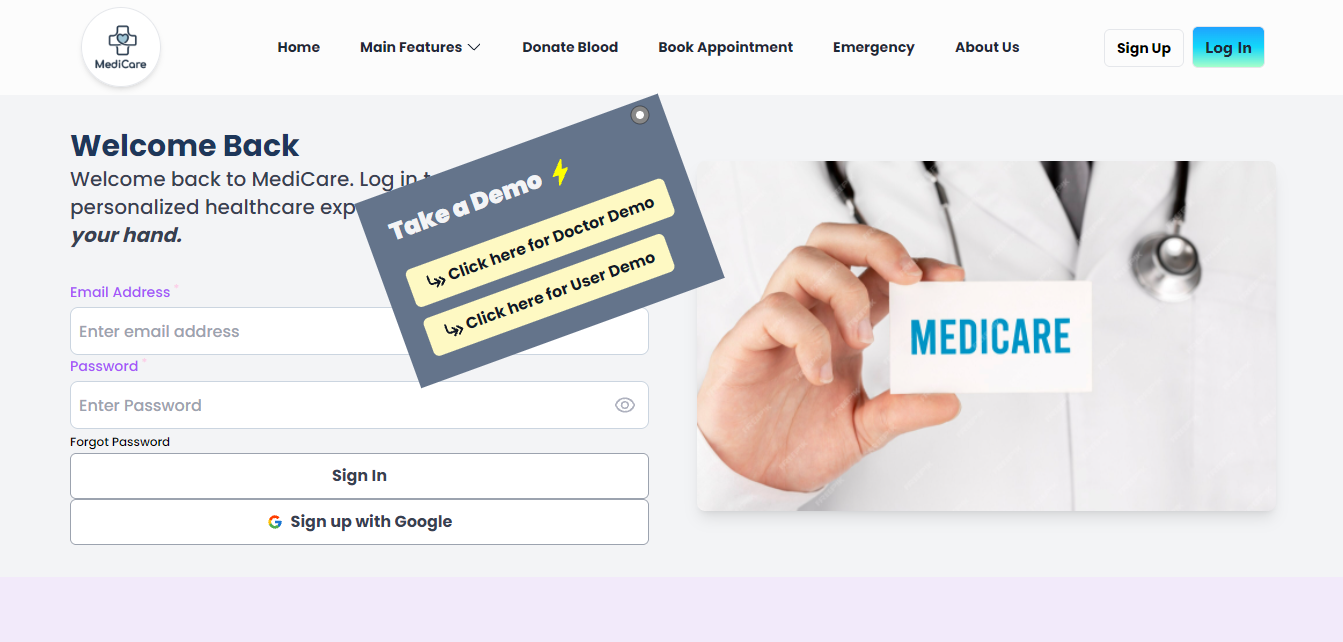 MediCare
Home
Main Features
Donate Blood
Book Appointment
Emergency
About Us
Sign Up
Log In
Welcome Back
Welcome back to MediCare. Log in
personalized healthcare exp
your hand.
Take a Demo
Click here for Doctor Demo
Click here for User Demo
Email Address *
Enter email address
Password *
Enter Password
Forgot Password
Sign In
Sign up with Google
MEDICARE